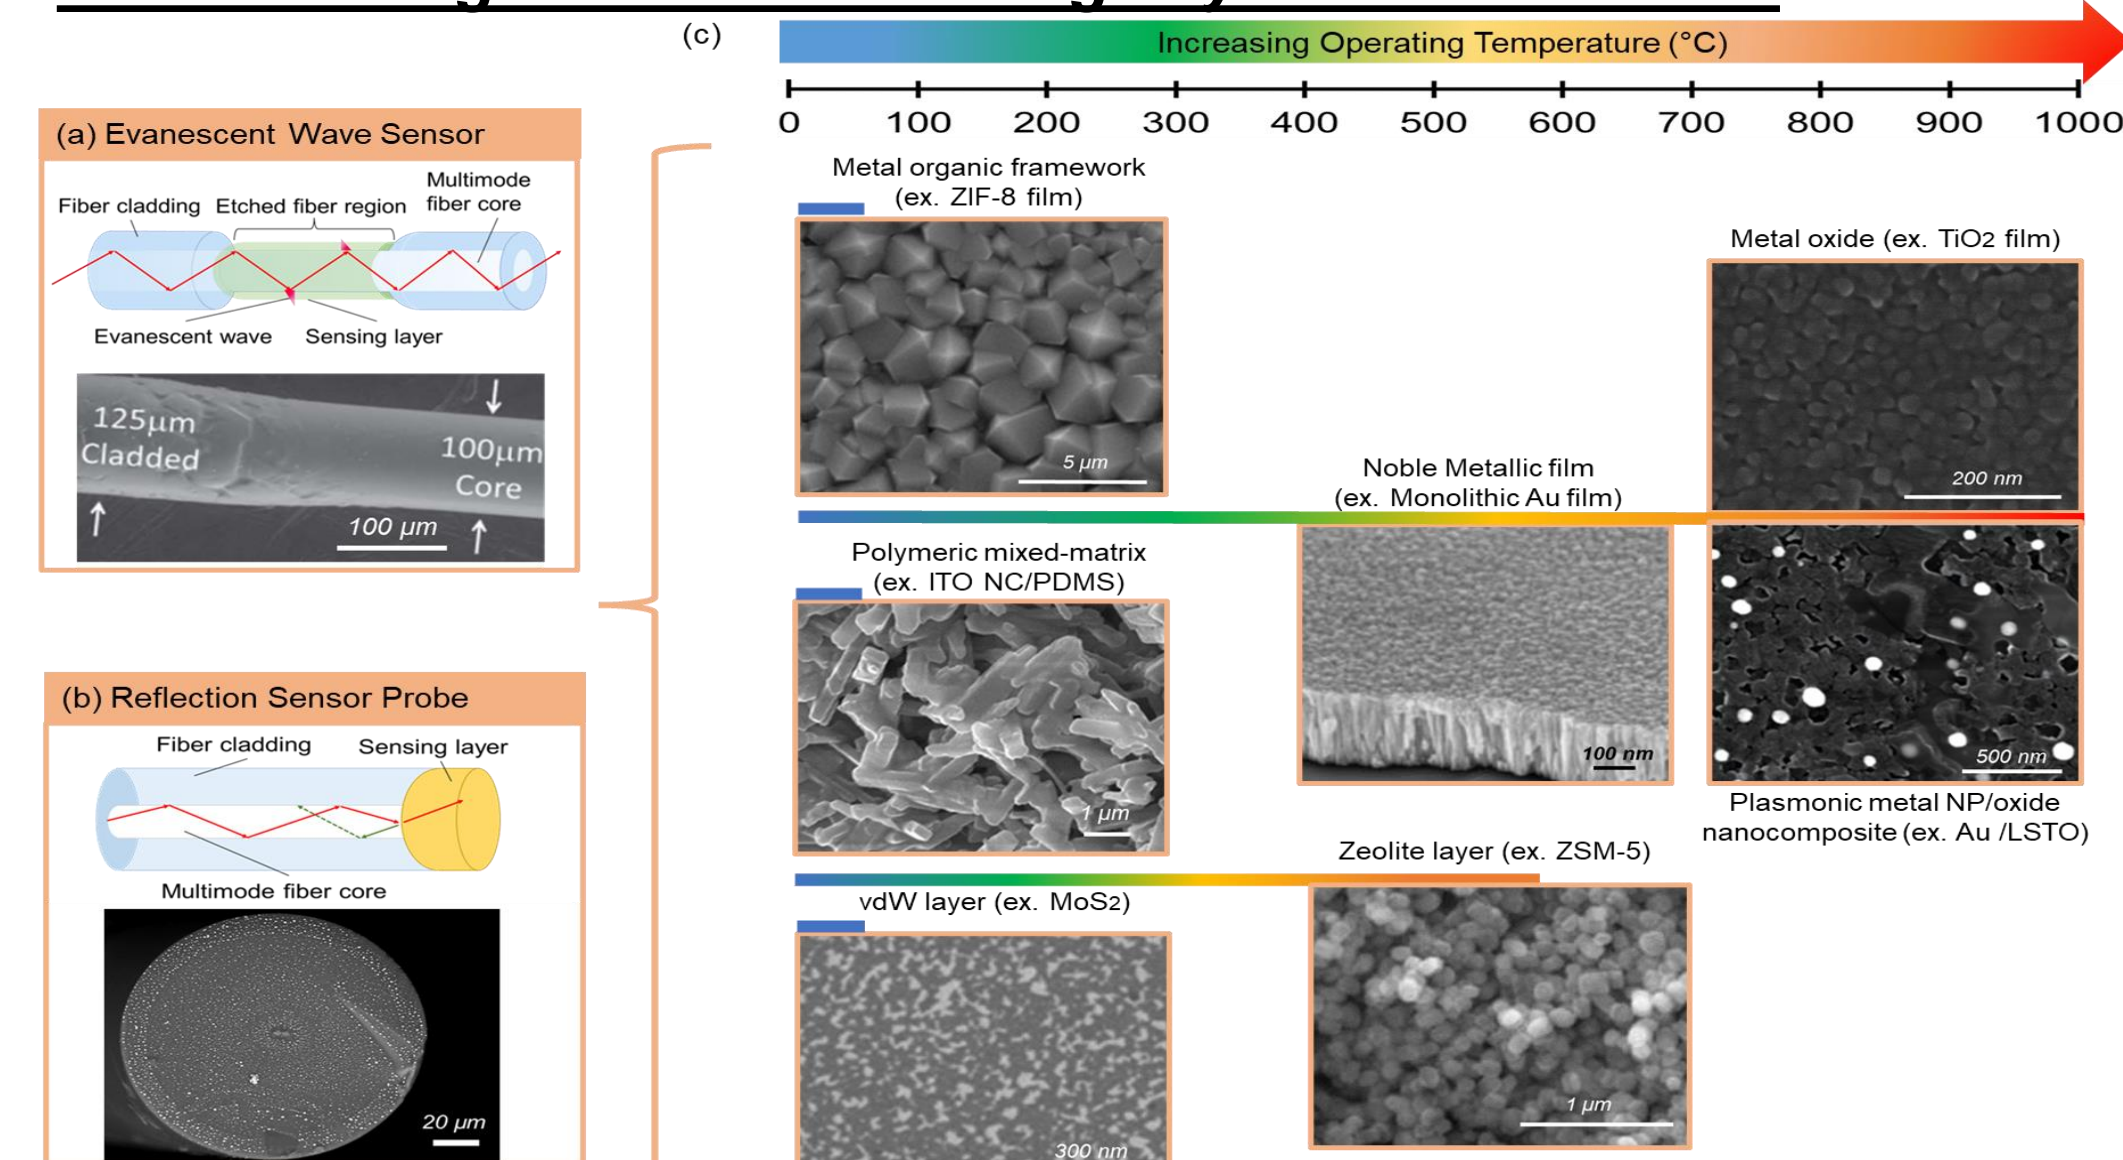 (c)
Increasing Operating Temperature (°C)
0 100 200 300 400 500 600 700 800 900 1000
(a) Evanescent Wave Sensor
Fiber cladding
Etched fiber region
Multimode
fiber core
Evanescent wave
Sensing layer
125µm
Cladded
100µm
Core
100 µm
(b) Reflection Sensor Probe
Fiber cladding
Sensing layer
Multimode fiber core
20 µm
Metal organic framework
(ex. ZIF-8 film)
5 µm
Metal oxide (ex. TiO2 film)
200 nm
Noble Metallic film
(ex. Monolithic Au film)
100 nm
Polymeric mixed-matrix
(ex. ITO NC/PDMS)
1 µm
500 nm
Plasmonic metal NP/oxide
nanocomposite (ex. Au /LSTO)
Zeolite layer (ex. ZSM-5)
1 µm
vdW layer (ex. MoS2)
300 nm